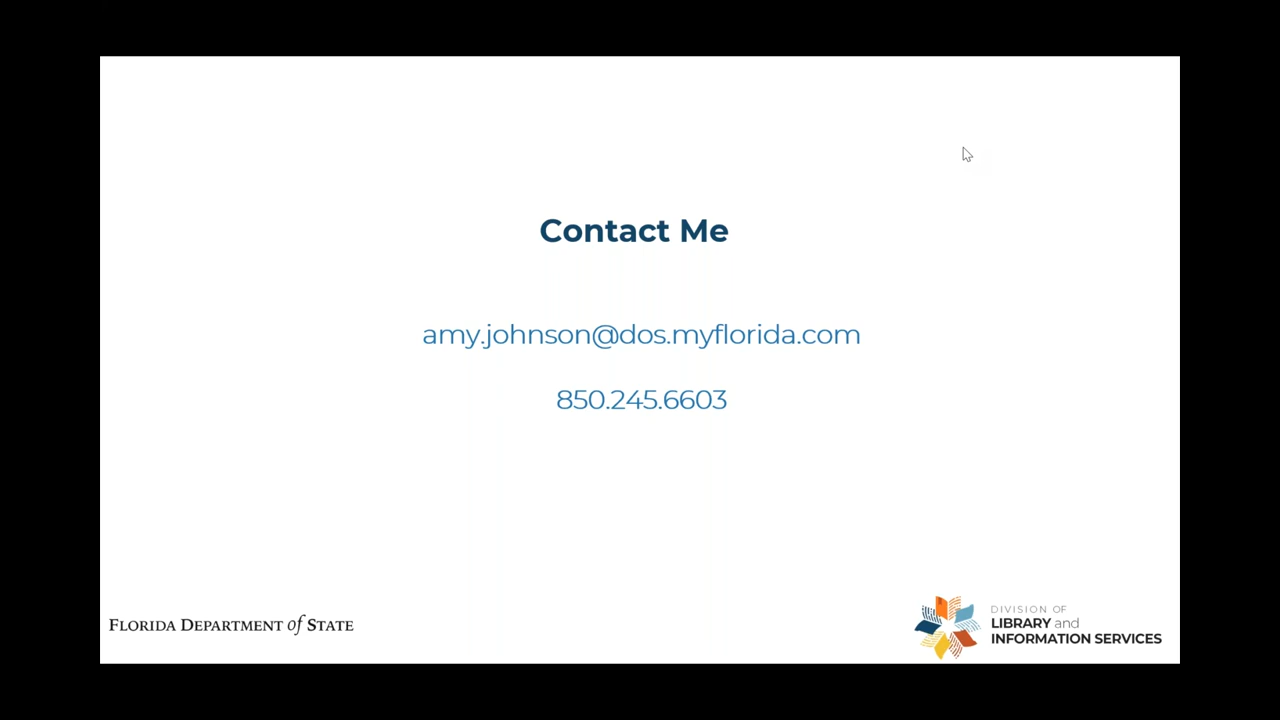 Contact Me
amy.johnson@dos.myflorida.com
850.245.6603
FLORIDA DEPARTMENT of STATE
DIVISION OF
LIBRARY and
INFORMATION SERVICES